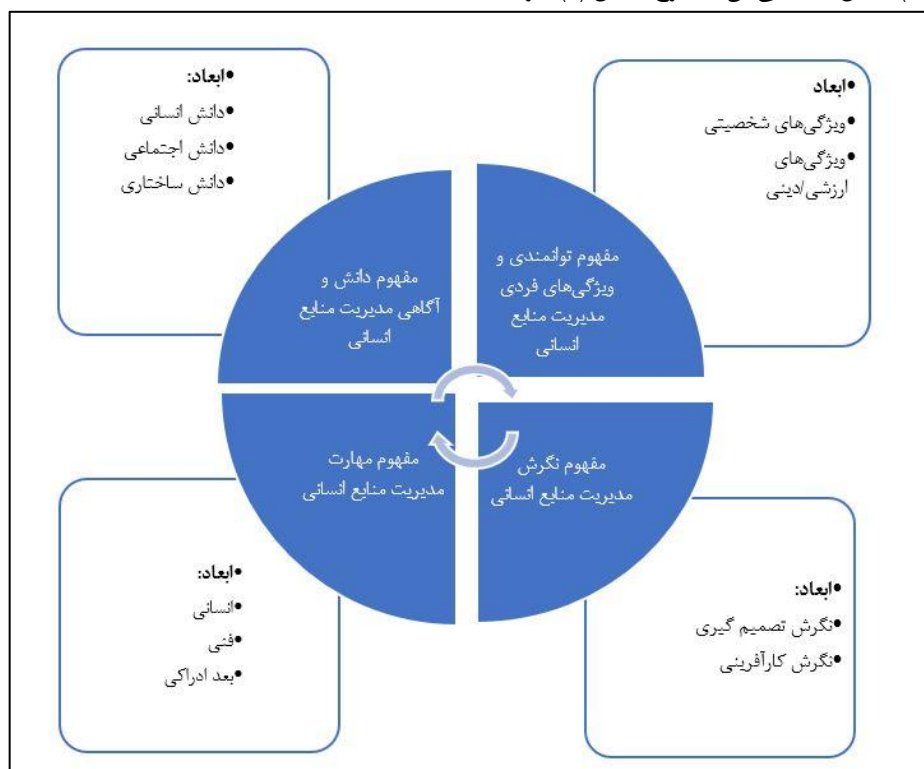 •ابعاد
•ویژگی‌های شخصیتی
•ویژگی‌های
ارزشی/دینی
•ابعاد:
•دانش انسانی
•دانش اجتماعی
•دانش ساختاری
مفهوم توانمندی و
ویژگی‌های فردی
مدیریت منابع
انسانی
مفهوم دانش و
آگاهی مدیریت منابع
انسانی
مفهوم نگرش
مدیریت منابع انسانی
مفهوم مهارت
مدیریت منابع انسانی
•ابعاد:
•نگرش تصمیم گیری
•نگرش کارآفرینی
•ابعاد:
•انسانی
•فنی
•بعد ادراکی